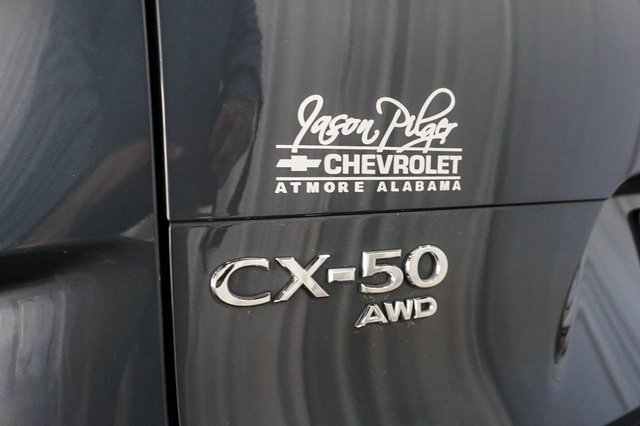 Jason Pilger
CHEVROLET
ATMORE ALABAMA
CX-50
AWD